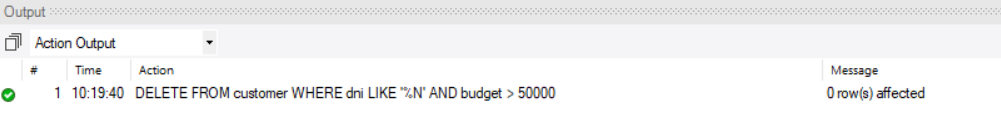 Output
Action Output
# Time Action Message
1 10:19:40 DELETE FROM customer WHERE dni LIKE '%N' AND budget > 50000 0 row(s) affected